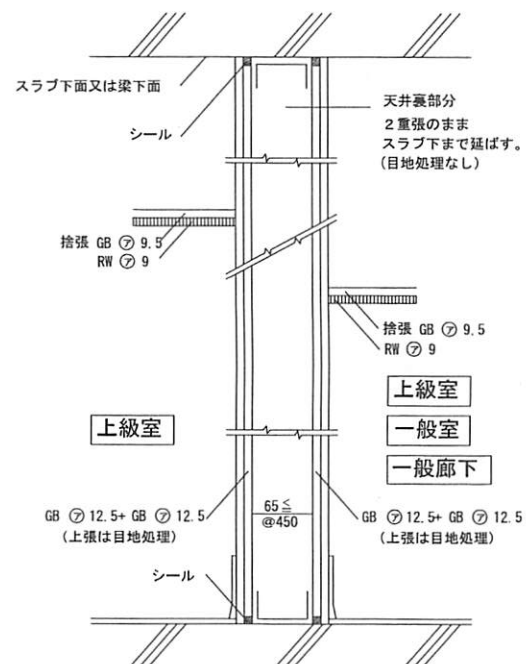 スラブ下面又は梁下面
シール
天井裏部分
2重張のまま
スラブ下まで延ばす。
(目地処理なし)
捨張 GB ㋐ 9.5
RW ㋐ 9
捨張 GB ㋐ 9.5
RW ㋐ 9
上級室
上級室
一般室
一般廊下
GB ㋐ 12.5+ GB ㋐ 12.5
(上張は目地処理)
65≦
@450
GB ㋐ 12.5+ GB ㋐ 12.5
(上張は目地処理)
シール